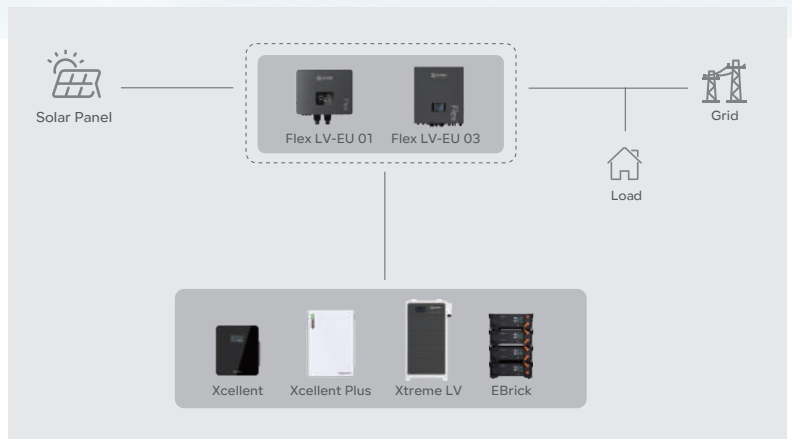 Solar Panel
Flex LV-EU 01
Flex LV-EU 03
Grid
Load
Xcellent
Xcellent Plus
Xtreme LV
EBrick